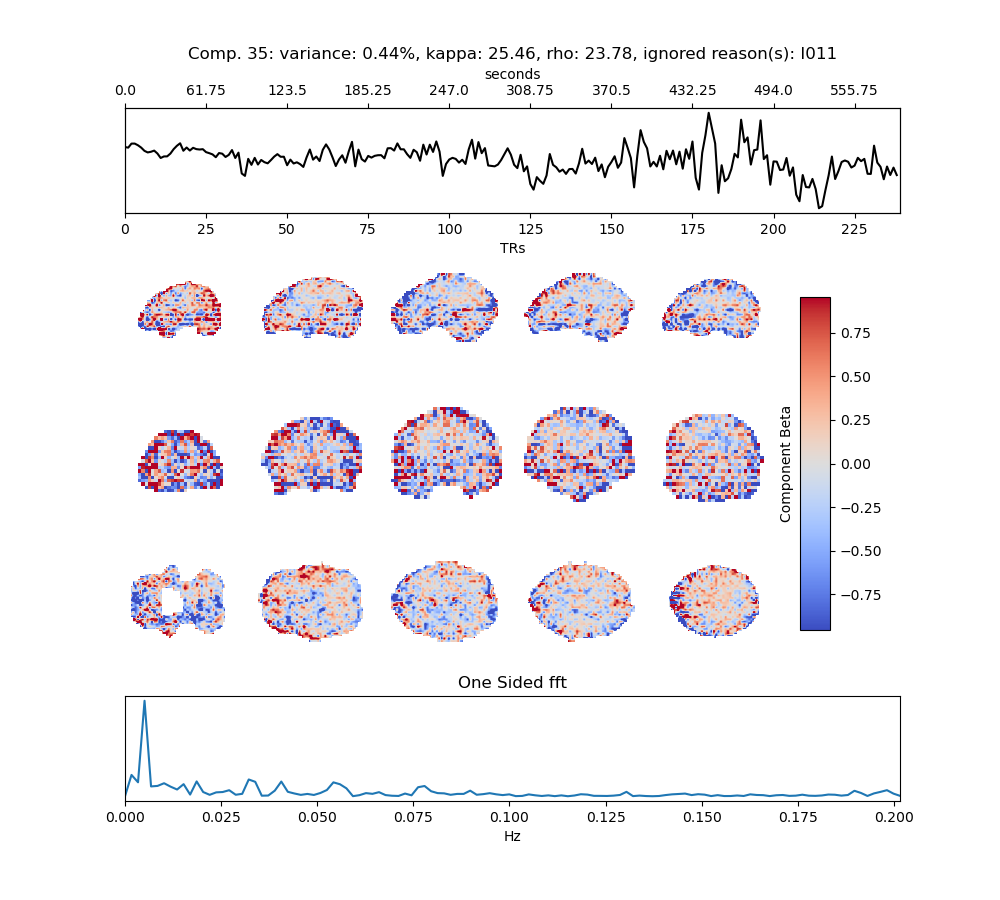 Comp. 35: variance: 0.44%, kappa: 25.46, rho: 23.78, ignored reason(s): I011
seconds
0.0 61.75 123.5 185.25 247.0 308.75 370.5 432.25 494.0 555.75
0 25 50 75 100 125 150 175 200 225
TRs
0.75
0.50
0.25
0.00
−0.25
−0.50
−0.75
Component Beta
One Sided fft
0.000 0.025 0.050 0.075 0.100 0.125 0.150 0.175 0.200
Hz